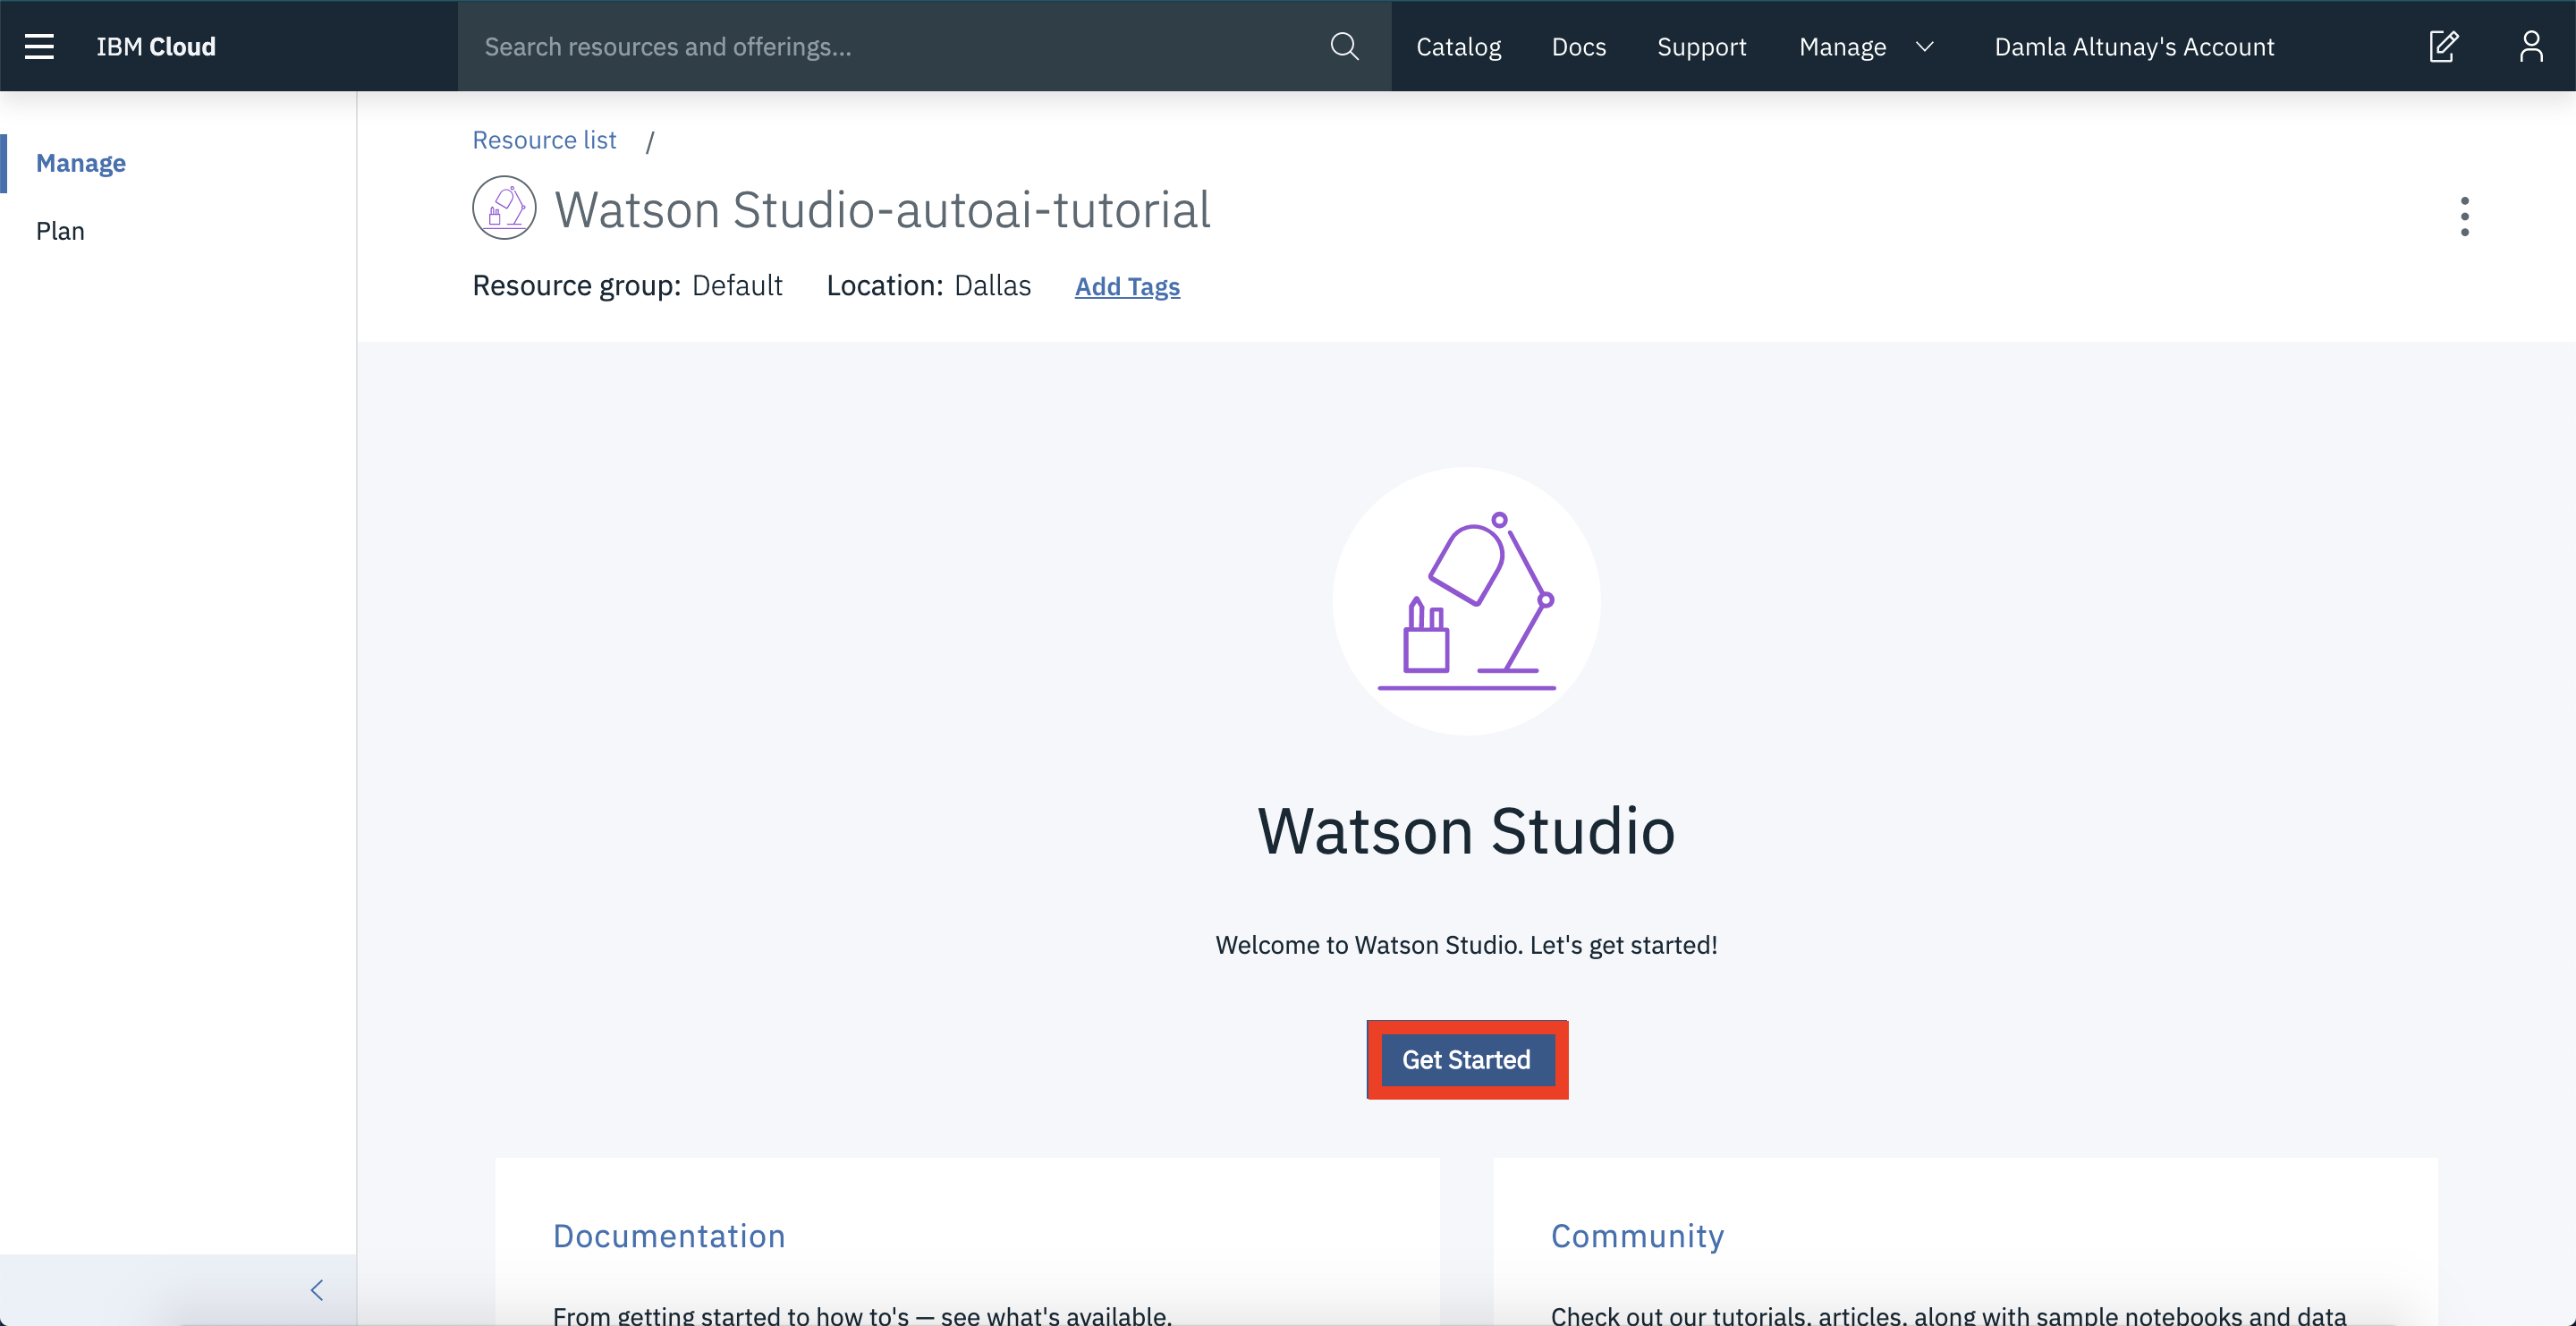 IBM Cloud
Search resources and offerings...
Catalog
Docs
Support
Manage
Damla Altunay's Account
Manage
Plan
Resource list /
Watson Studio-autoai-tutorial
Resource group: Default Location: Dallas Add Tags
Watson Studio
Welcome to Watson Studio. Let's get started!
Get Started
Documentation
From getting started to how to's — see what's available.
Community
Check out our tutorials, articles, along with sample notebooks and data